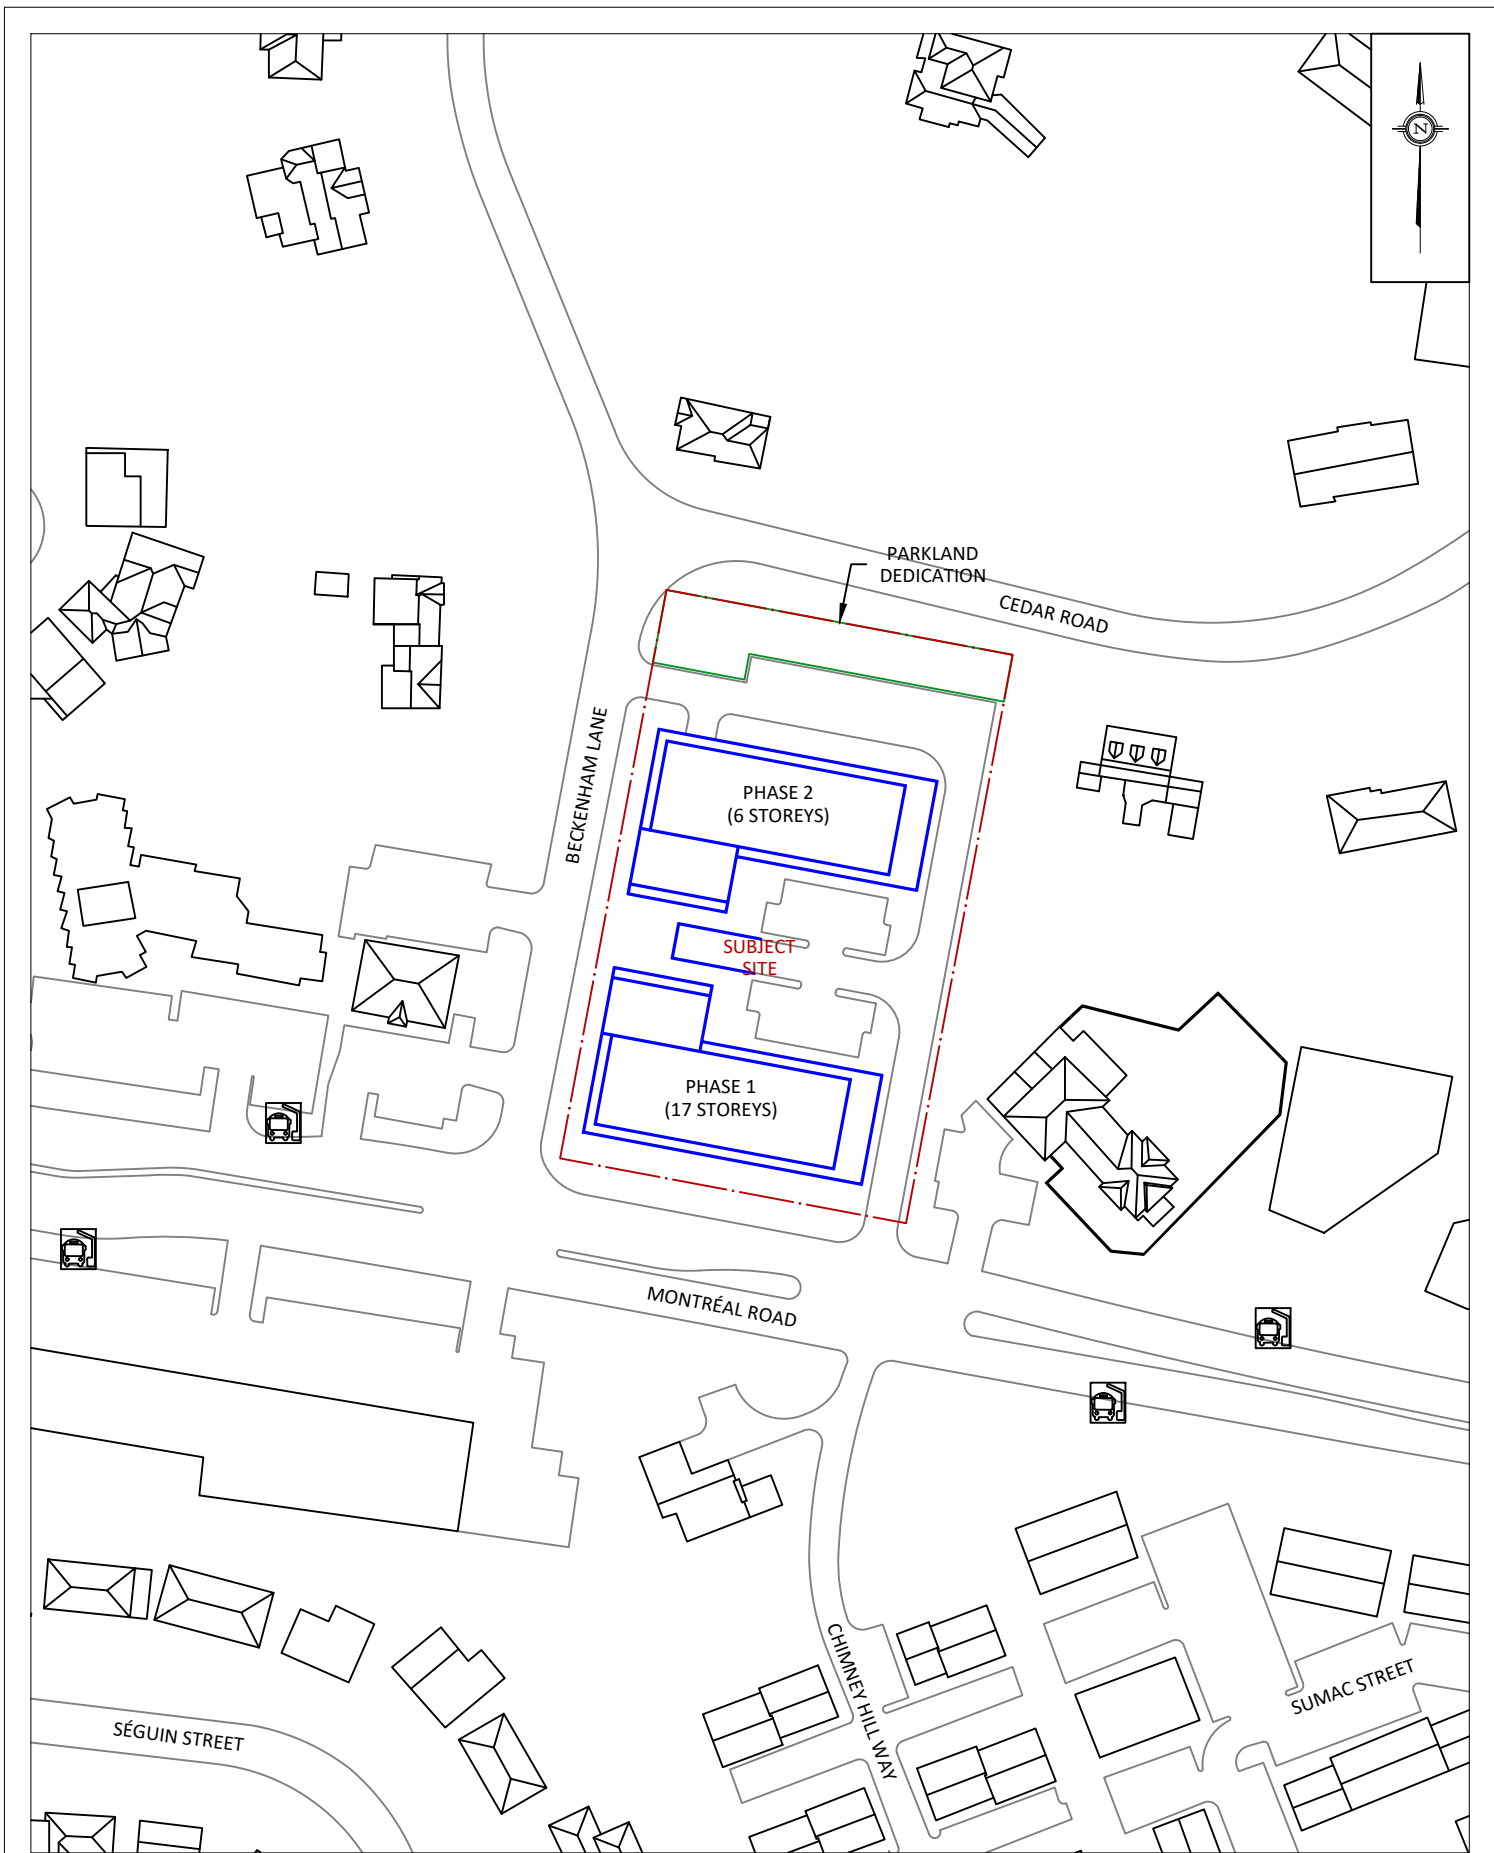 N
PARKLAND
DEDICATION
CEDAR ROAD
BECKENHAM LANE
PHASE 2
(6 STOREYS)
SUBJECT
SITE
PHASE 1
(17 STOREYS)
MONTRÉAL ROAD
CHIMNEY HILL WAY
SUMAC STREET
SÉGUIN STREET